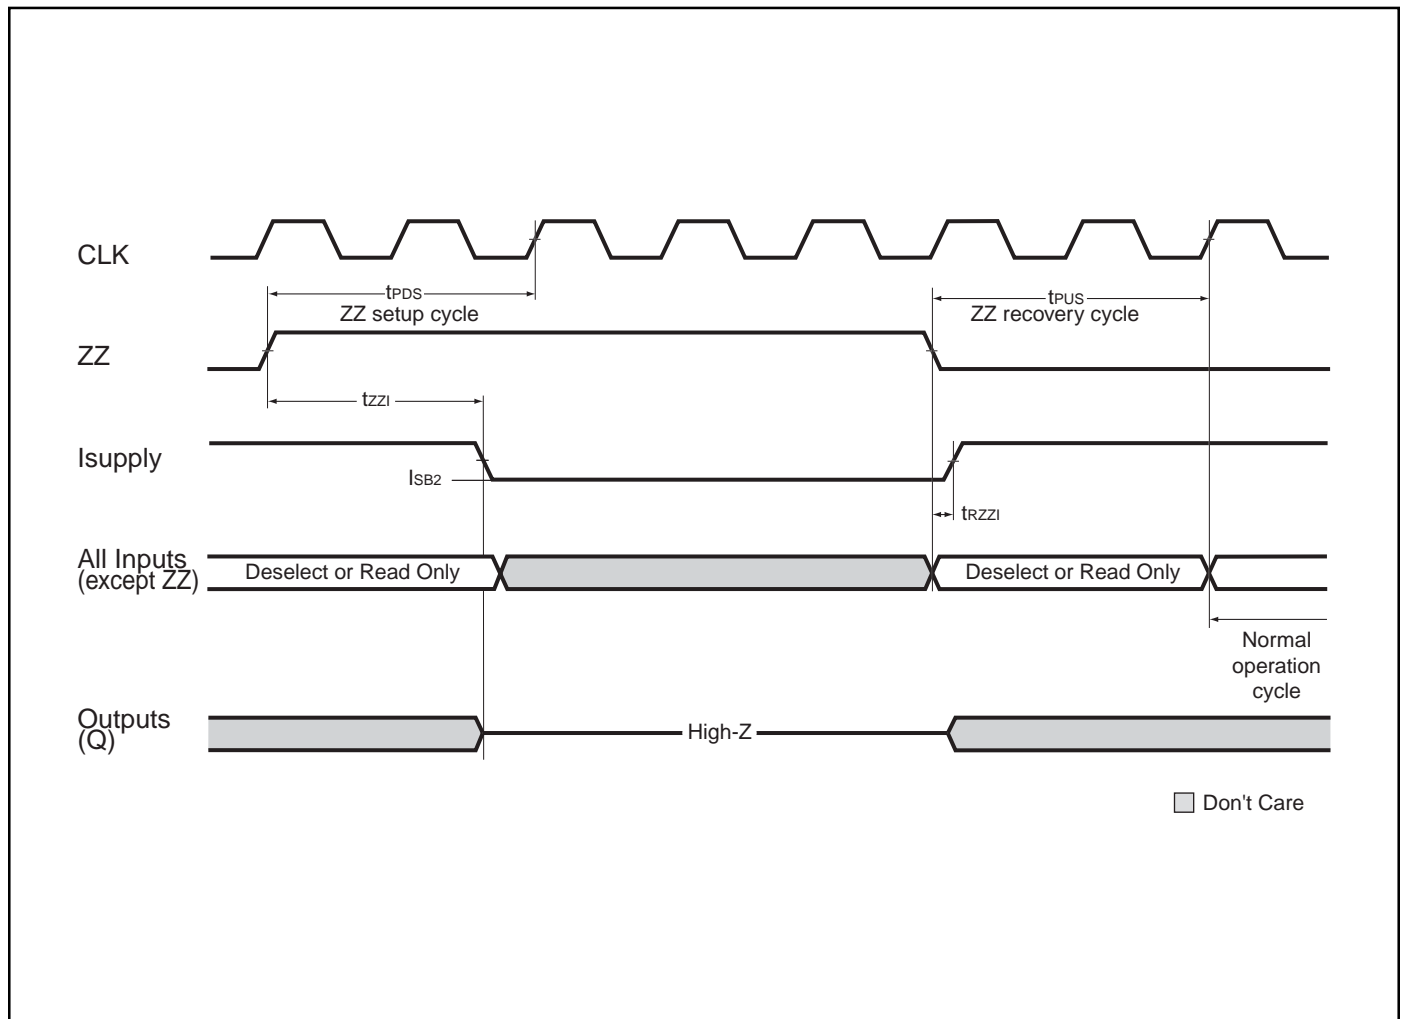 CLK
tPDS
ZZ setup cycle
tPUS
ZZ recovery cycle
ZZ
tZZI
Isupply
ISB2
tRZZI
All Inputs
(except ZZ)
Deselect or Read Only
Deselect or Read Only
Normal
operation
cycle
Outputs
(Q)
High-Z
Don't Care